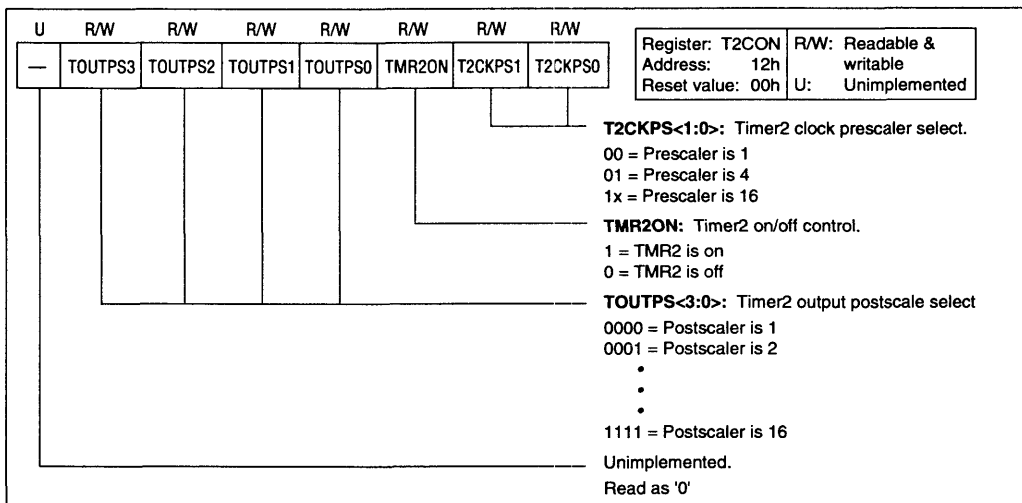 U R/W R/W R/W R/W R/W R/W R/W
— TOUTPS3 TOUTPS2 TOUTPS1 TOUTPS0 TMR2ON T2CKPS1 T2CKPS0
Register: T2CON R/W: Readable &
Address: 12h writable
Reset value: 00h U: Unimplemented
T2CKPS<1:0>: Timer2 clock prescaler select.
00 = Prescaler is 1
01 = Prescaler is 4
1x = Prescaler is 16
TMR2ON: Timer2 on/off control.
1 = TMR2 is on
0 = TMR2 is off
TOUTPS<3:0>: Timer2 output postscale select
0000 = Postscaler is 1
0001 = Postscaler is 2
•
•
•
1111 = Postscaler is 16
Unimplemented.
Read as '0'